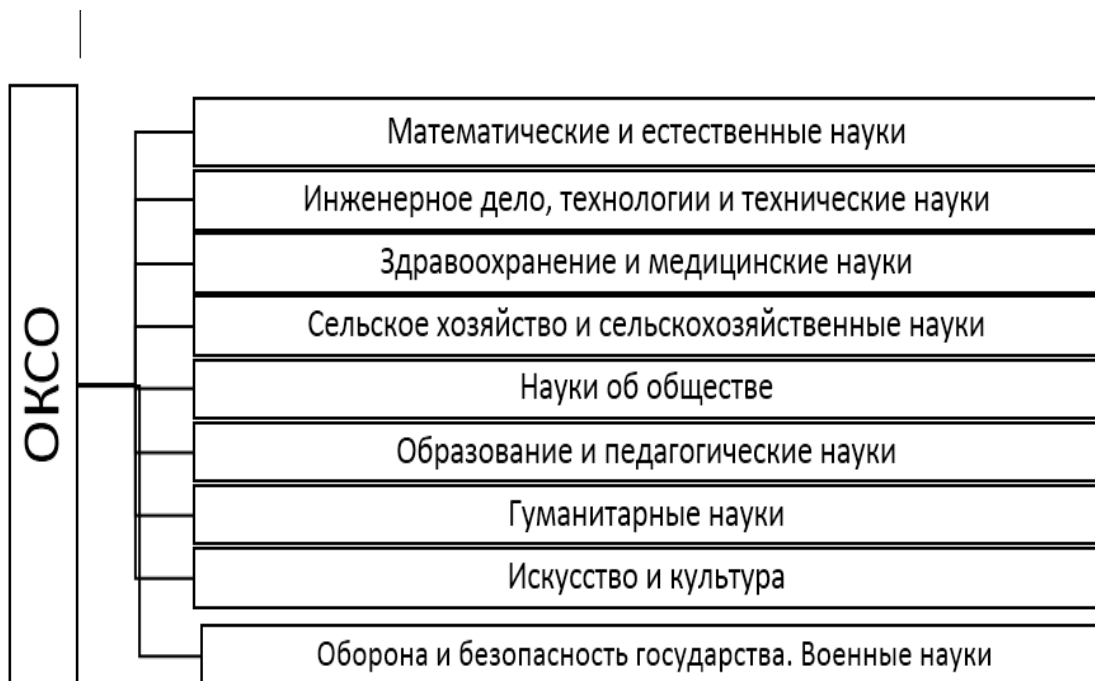 ОКСО
Математические и естественные науки
Инженерное дело, технологии и технические науки
Здравоохранение и медицинские науки
Сельское хозяйство и сельскохозяйственные науки
Науки об обществе
Образование и педагогические науки
Гуманитарные науки
Искусство и культура
Оборона и безопасность государства. Военные науки